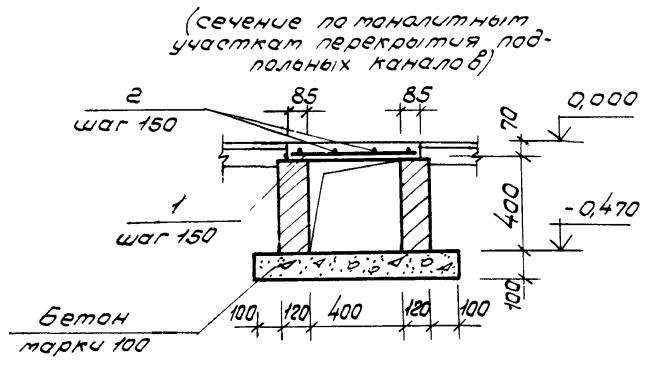 (сечение по монолитным
участкам перекрытия под-
польных каналов)
2
шаг 150
85
85
0,000
70
1
шаг 150
400
-0,470
100
Бетон
марки 100
100
120
400
120
100